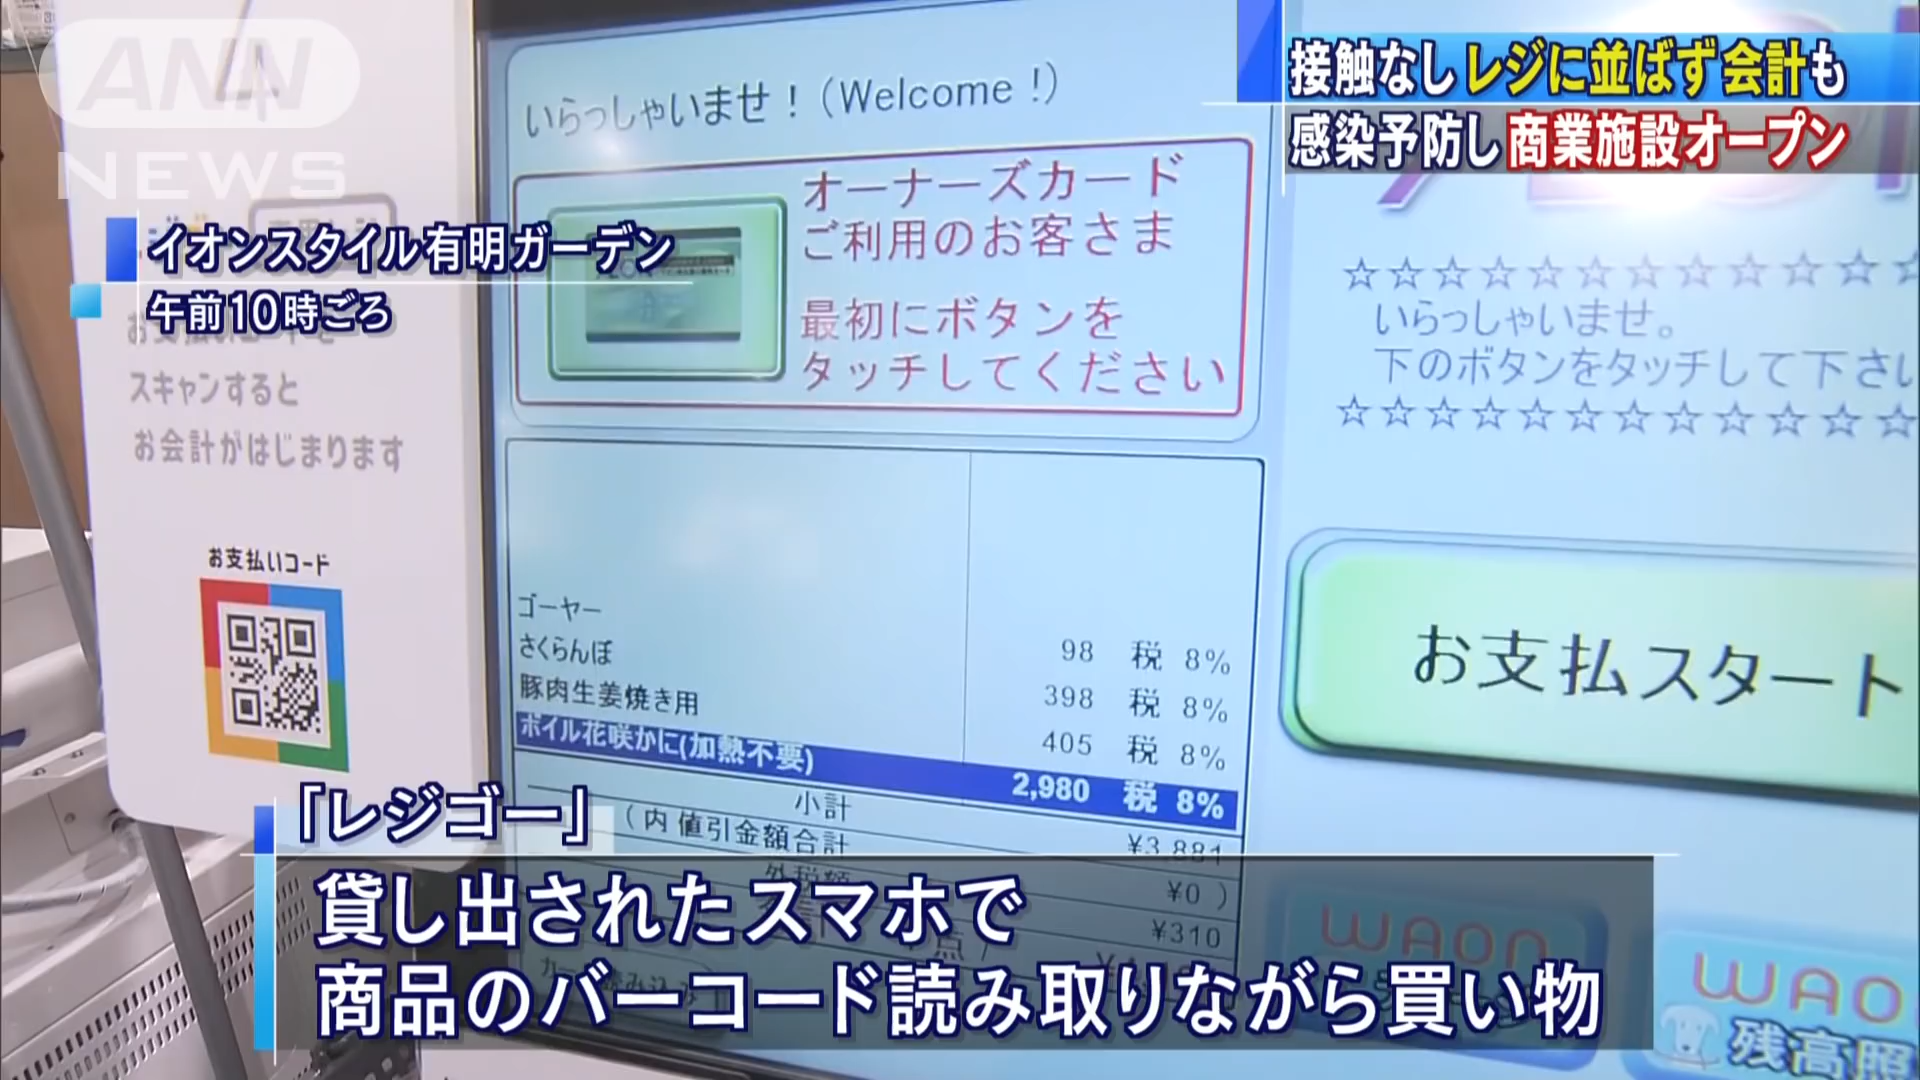 ANN
NEWS
接触なしレジに並ばず会計も
感染予防し商業施設オープン
イオンスタイル有明ガーデン
午前10時ごろ
スキャンすると
お会計がはじまります
お支払いコード
いらっしゃいませ！(Welcome !)
オーナーズカード
ご利用のお客さま
最初にボタンを
タッチしてください
☆☆☆☆☆☆☆☆☆☆☆☆
いらっしゃいませ。
下のボタンをタッチして下さい
☆☆☆☆☆☆☆☆☆☆☆☆
お支払スタート
ゴーヤー 98 税 8%
さくらんぼ 398 税 8%
豚肉生姜焼き用 405 税 8%
ボイル花咲かに(加熱不要) 2,980 税 8%
小計 ¥3,881
(内 値引金額合計 ¥0 )
外税額 ¥310
WAON
WAO
残高照
「レジゴー」
貸し出されたスマホで
商品のバーコード読み取りながら買い物